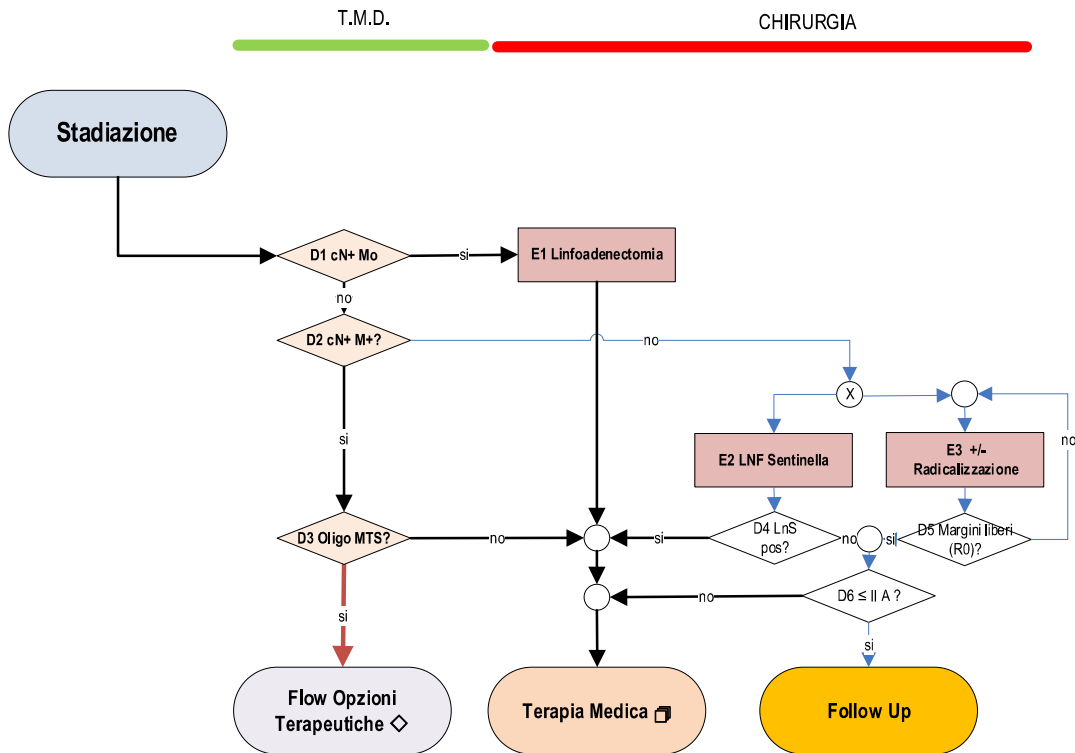 T.M.D.
CHIRURGIA
Stadiazione
D1 cN+ Mo
si
E1 Linfoadenectomia
no
D2 cN+ M+?
no
X
si
E2 LNF Sentinella
E3 +/-
Radicalizzazione
no
D3 Oligo MTS?
no
si
D4 LnS
pos?
no
si
D5 Margini liberi
(R0)?
no
D6 ≤ II A ?
si
si
Flow Opzioni
Terapeutiche ◇
Terapia Medica
Follow Up